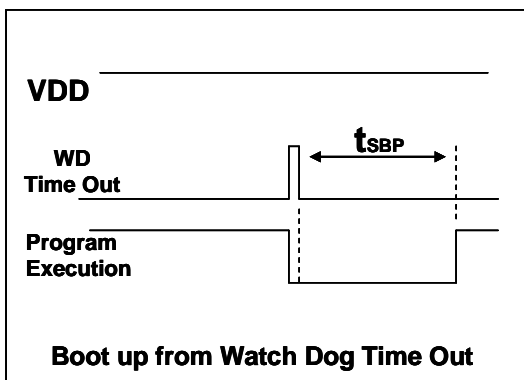 VDD
tSBP
WD
Time Out
Program
Execution
Boot up from Watch Dog Time Out